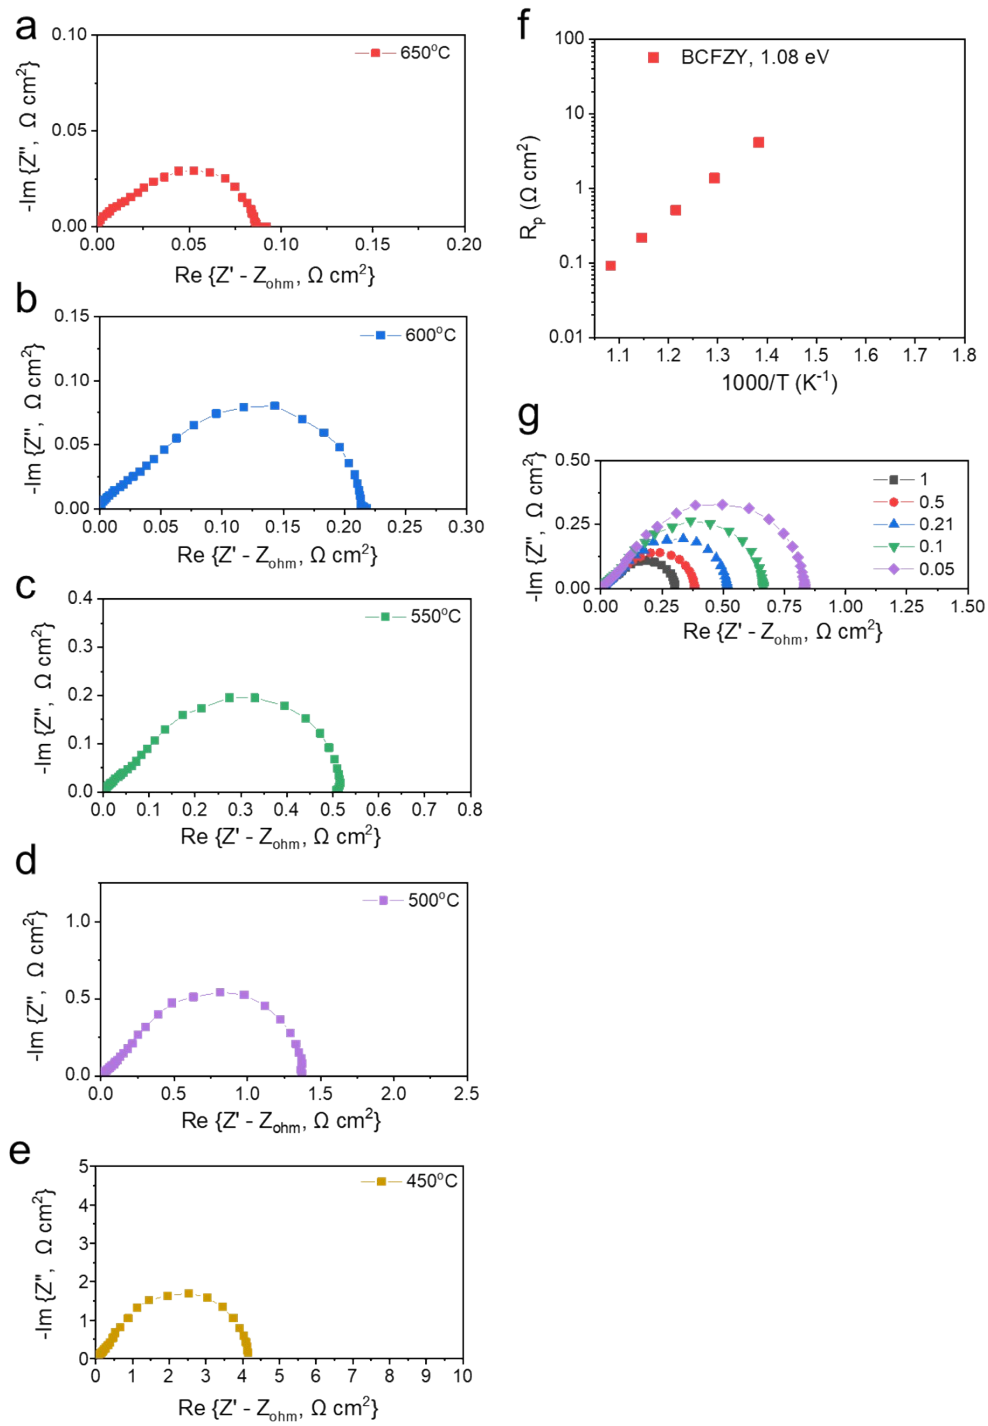 a
0.10
0.05
0.00
650°C
0.00 0.05 0.10 0.15 0.20
-Im {Z", Ω cm²}
Re {Z' - Zohm, Ω cm²}
b
0.15
0.10
0.05
0.00
600°C
0.00 0.05 0.10 0.15 0.20 0.25 0.30
-Im {Z", Ω cm²}
Re {Z' - Zohm, Ω cm²}
c
0.4
0.3
0.2
0.1
0.0
550°C
0.0 0.1 0.2 0.3 0.4 0.5 0.6 0.7 0.8
-Im {Z", Ω cm²}
Re {Z' - Zohm, Ω cm²}
d
1.0
0.5
0.0
500°C
0.0 0.5 1.0 1.5 2.0 2.5
-Im {Z", Ω cm²}
Re {Z' - Zohm, Ω cm²}
e
5
4
3
2
1
0
450°C
0 1 2 3 4 5 6 7 8 9 10
-Im {Z", Ω cm²}
Re {Z' - Zohm, Ω cm²}
f
100
10
1
0.1
0.01
BCFZY, 1.08 eV
1.1 1.2 1.3 1.4 1.5 1.6 1.7 1.8
Rp (Ω cm²)
1000/T (K⁻¹)
g
0.50
0.25
0.00
1
0.5
0.21
0.1
0.05
0.00 0.25 0.50 0.75 1.00 1.25 1.50
-Im {Z", Ω cm²}
Re {Z' - Zohm, Ω cm²}